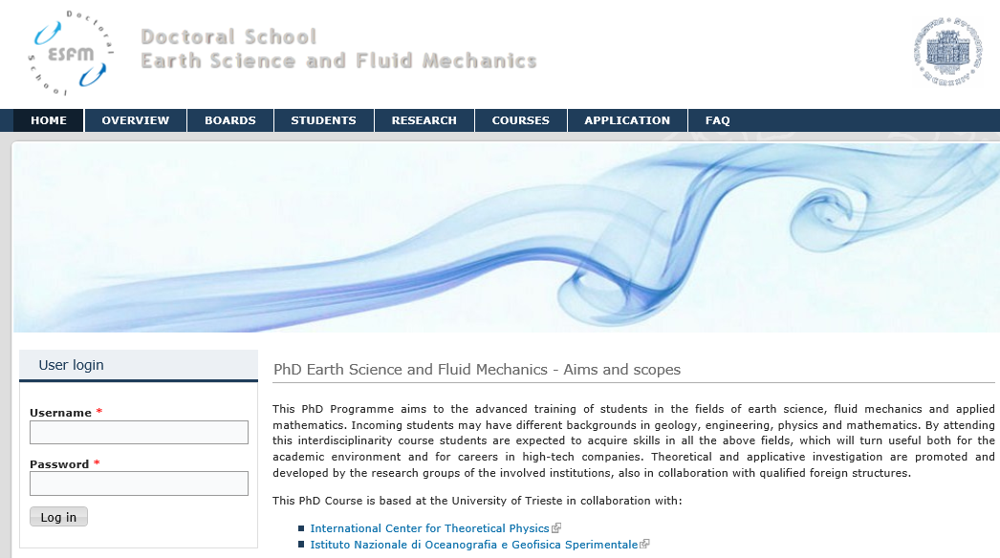 Doctoral
ESFM
School
Doctoral School
Earth Science and Fluid Mechanics
HOME OVERVIEW BOARDS STUDENTS RESEARCH COURSES APPLICATION FAQ
User login
Username *
Password *
Log in
PhD Earth Science and Fluid Mechanics - Aims and scopes
This PhD Programme aims to the advanced training of students in the fields of earth science, fluid mechanics and applied
mathematics. Incoming students may have different backgrounds in geology, engineering, physics and mathematics. By attending
this interdisciplinarity course students are expected to acquire skills in all the above fields, which will turn useful both for the
academic environment and for careers in high-tech companies. Theoretical and applicative investigation are promoted and
developed by the research groups of the involved institutions, also in collaboration with qualified foreign structures.
This PhD Course is based at the University of Trieste in collaboration with:
International Center for Theoretical Physics
Istituto Nazionale di Oceanografia e Geofisica Sperimentale